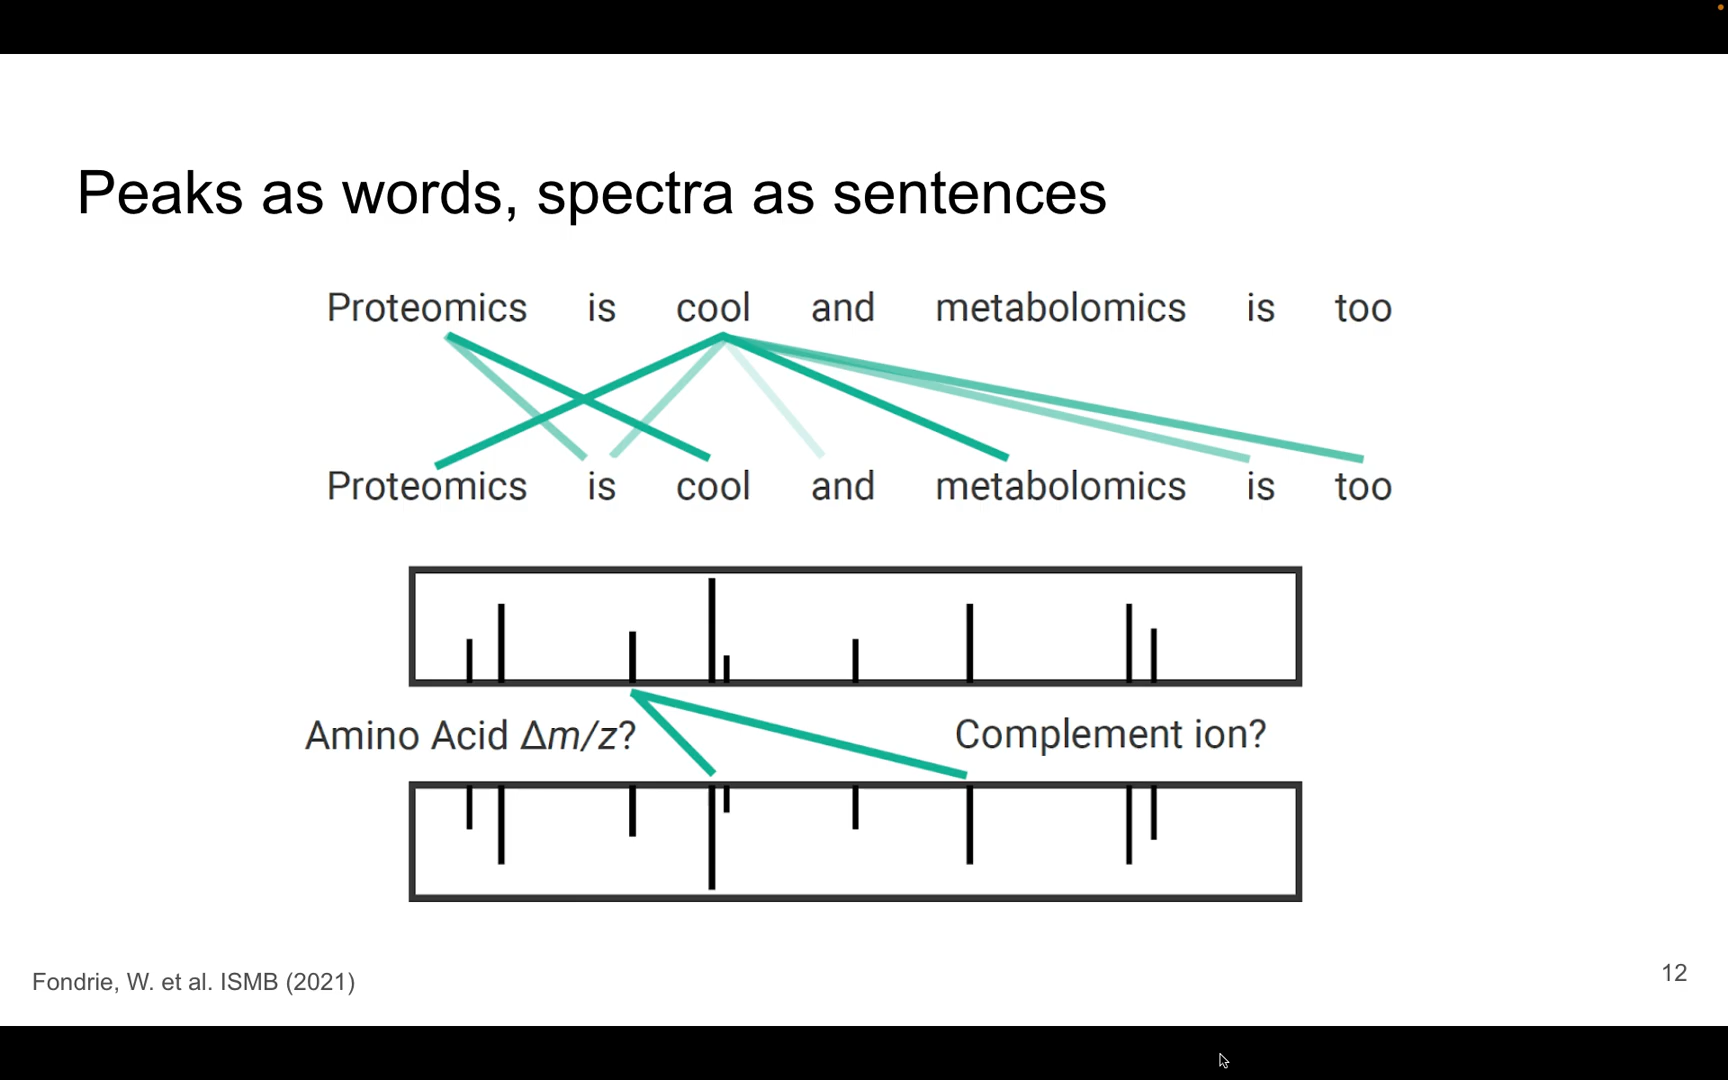 Peaks as words, spectra as sentences
Proteomics is cool and metabolomics is too
Proteomics is cool and metabolomics is too
Amino Acid Δm/z? Complement ion?
Fondrie, W. et al. ISMB (2021)
12